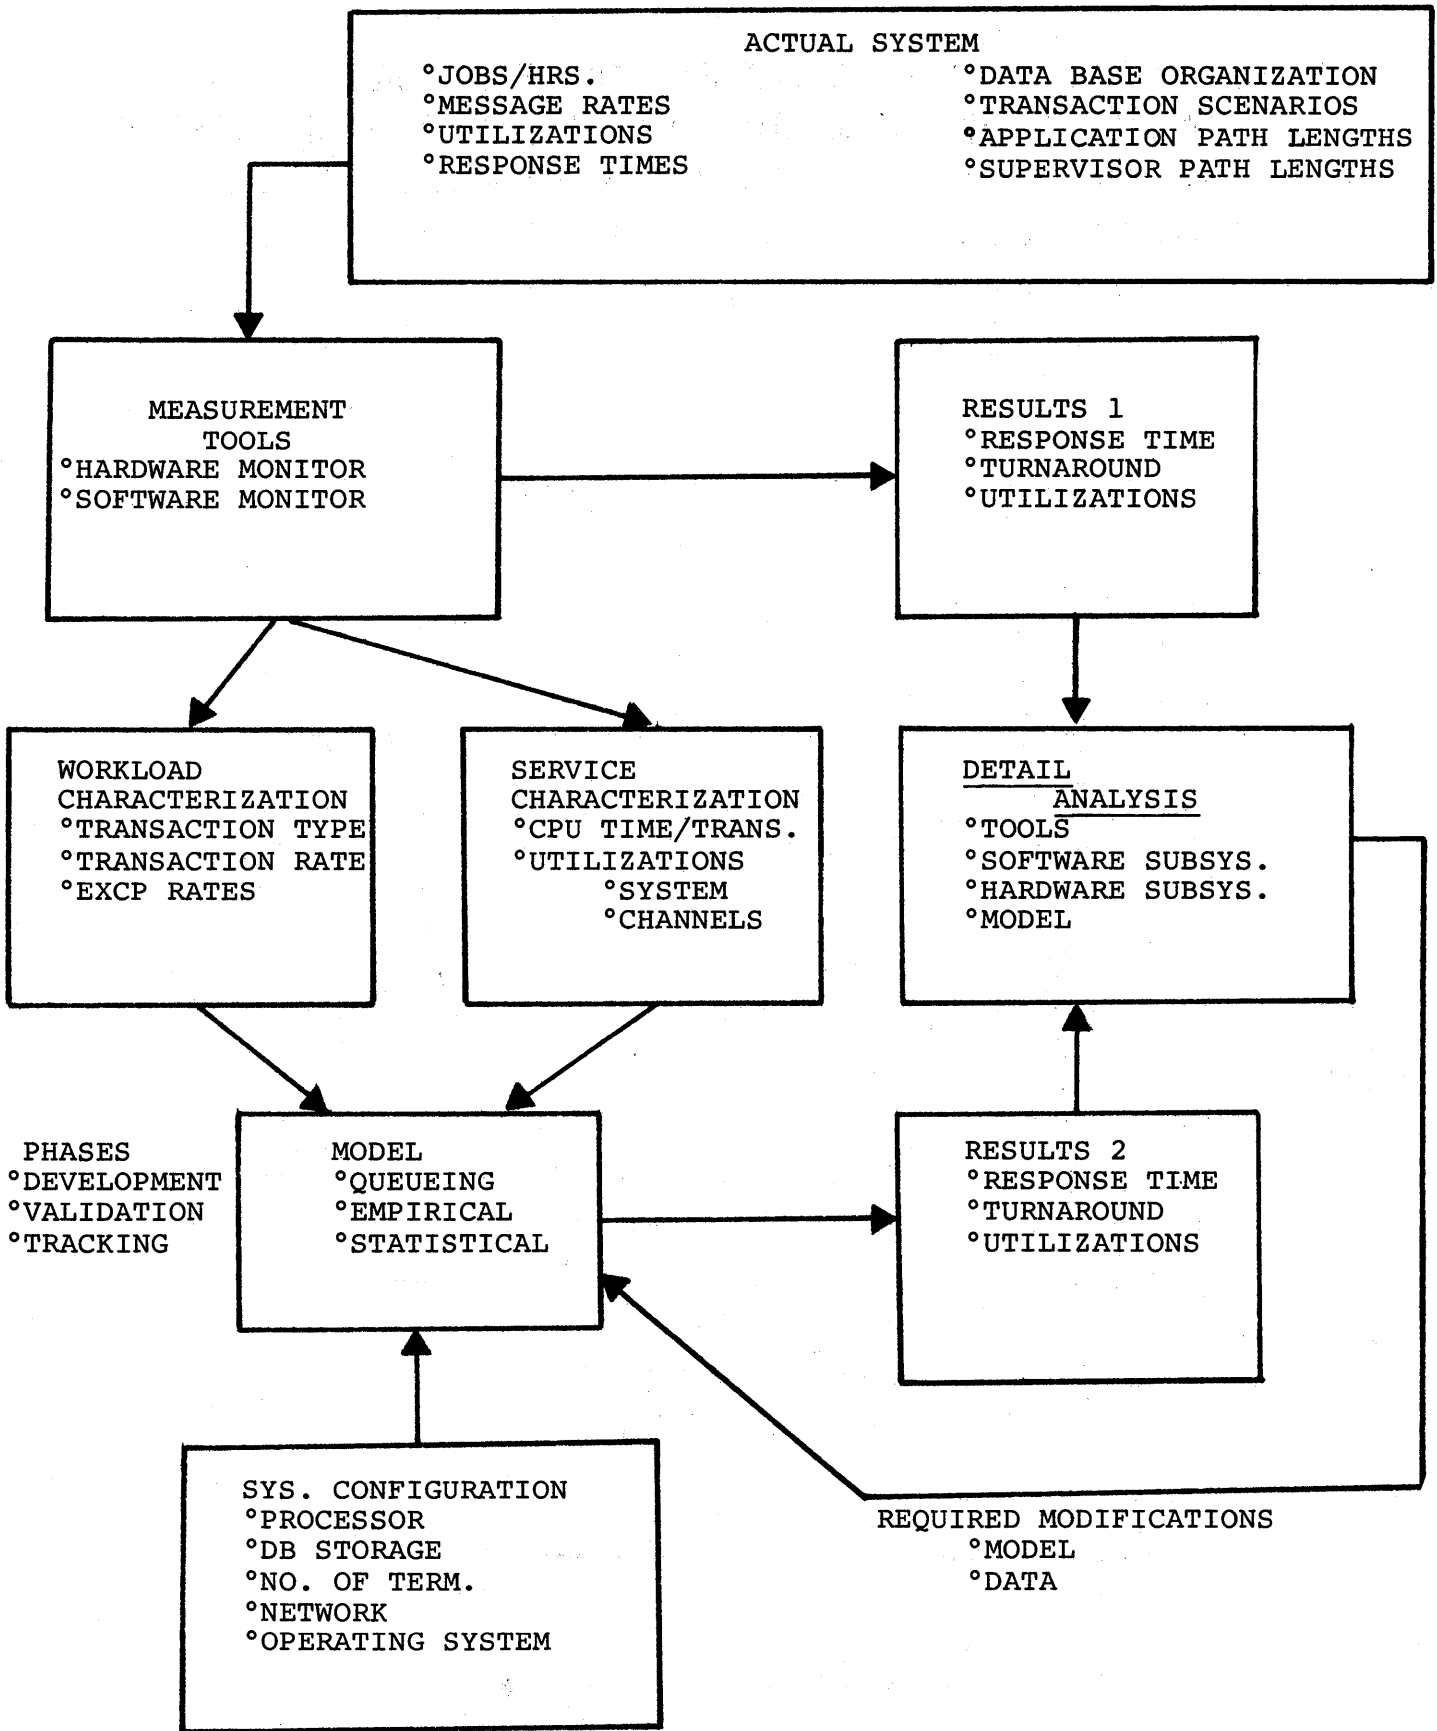 ACTUAL SYSTEM
°JOBS/HRS.
°MESSAGE RATES
°UTILIZATIONS
°RESPONSE TIMES
°DATA BASE ORGANIZATION
°TRANSACTION SCENARIOS
°APPLICATION PATH LENGTHS
°SUPERVISOR PATH LENGTHS
MEASUREMENT
TOOLS
°HARDWARE MONITOR
°SOFTWARE MONITOR
RESULTS 1
°RESPONSE TIME
°TURNAROUND
°UTILIZATIONS
WORKLOAD
CHARACTERIZATION
°TRANSACTION TYPE
°TRANSACTION RATE
°EXCP RATES
SERVICE
CHARACTERIZATION
°CPU TIME/TRANS.
°UTILIZATIONS
°SYSTEM
°CHANNELS
DETAIL
ANALYSIS
°TOOLS
°SOFTWARE SUBSYS.
°HARDWARE SUBSYS.
°MODEL
PHASES
°DEVELOPMENT
°VALIDATION
°TRACKING
MODEL
°QUEUEING
°EMPIRICAL
°STATISTICAL
RESULTS 2
°RESPONSE TIME
°TURNAROUND
°UTILIZATIONS
SYS. CONFIGURATION
°PROCESSOR
°DB STORAGE
°NO. OF TERM.
°NETWORK
°OPERATING SYSTEM
REQUIRED MODIFICATIONS
°MODEL
°DATA